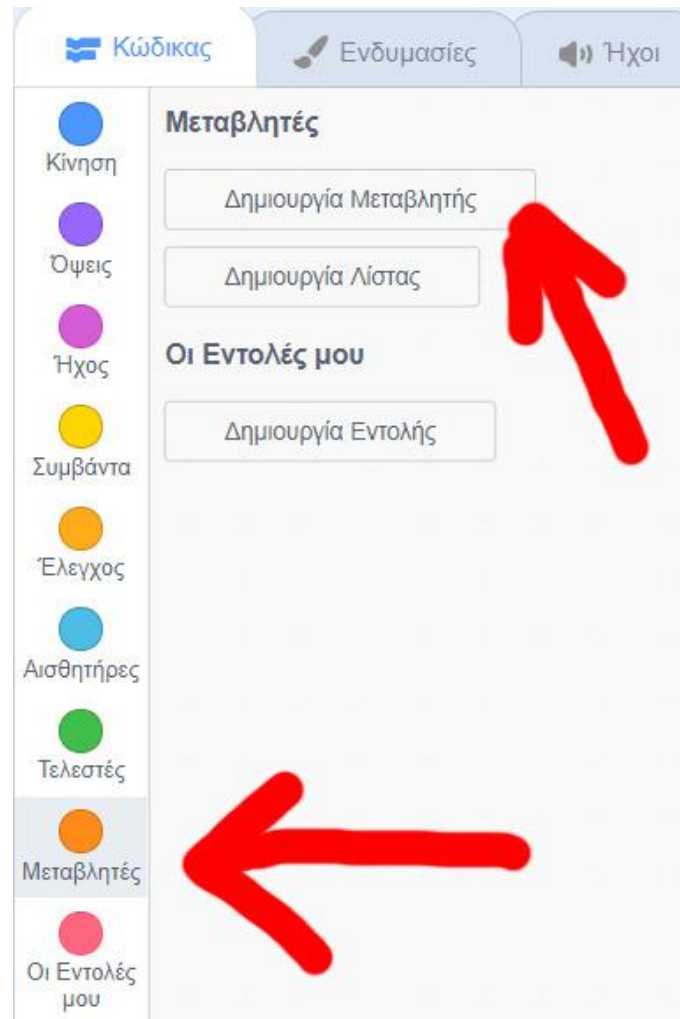 Κώδικας
Ενδυμασίες
Ήχοι
Κίνηση
Όψεις
Ήχος
Συμβάντα
Έλεγχος
Αισθητήρες
Τελεστές
Μεταβλητές
Οι Εντολές
μου
Μεταβλητές
Δημιουργία Μεταβλητής
Δημιουργία Λίστας
Οι Εντολές μου
Δημιουργία Εντολής